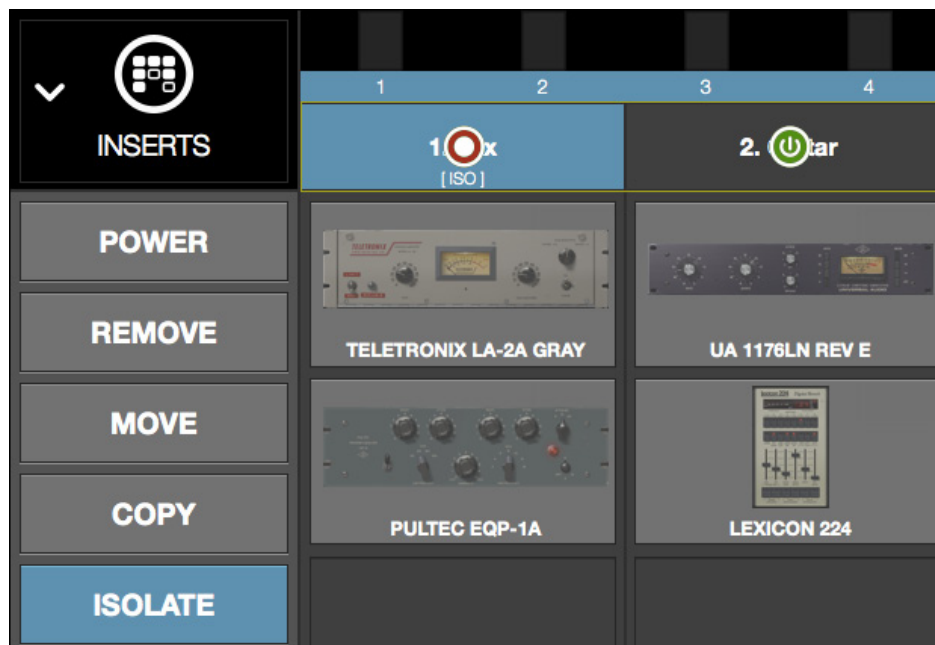 INSERTS
1 2 3 4
[ ISO ]
2.
POWER
REMOVE
MOVE
COPY
ISOLATE
TELETRONIX LA-2A GRAY
UA 1176LN REV E
PULTEC EQP-1A
LEXICON 224